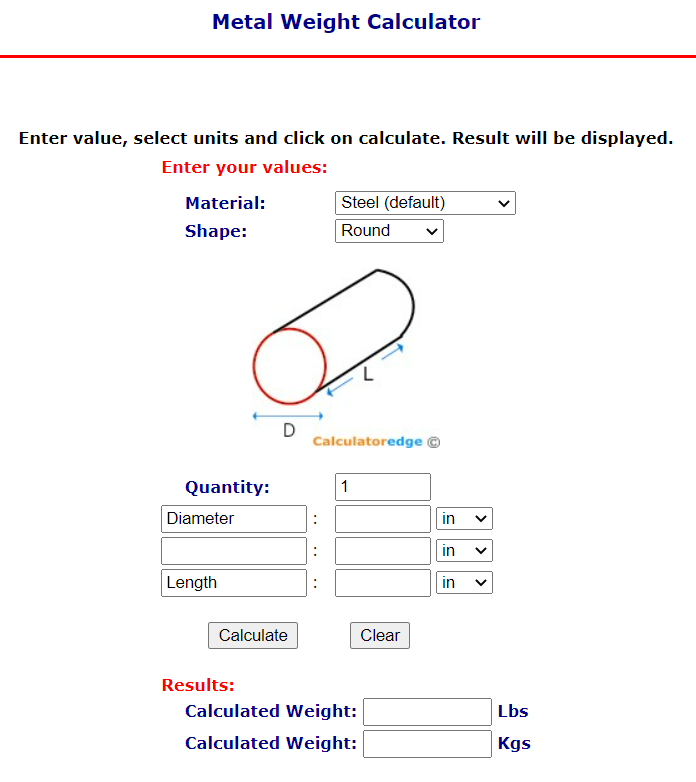 Metal Weight Calculator
Enter value, select units and click on calculate. Result will be displayed.
Enter your values:
Material: Steel (default)
Shape: Round
L
D
Calculatoredge ©
Quantity: 1
Diameter : in
: in
Length : in
Calculate Clear
Results:
Calculated Weight: Lbs
Calculated Weight: Kgs